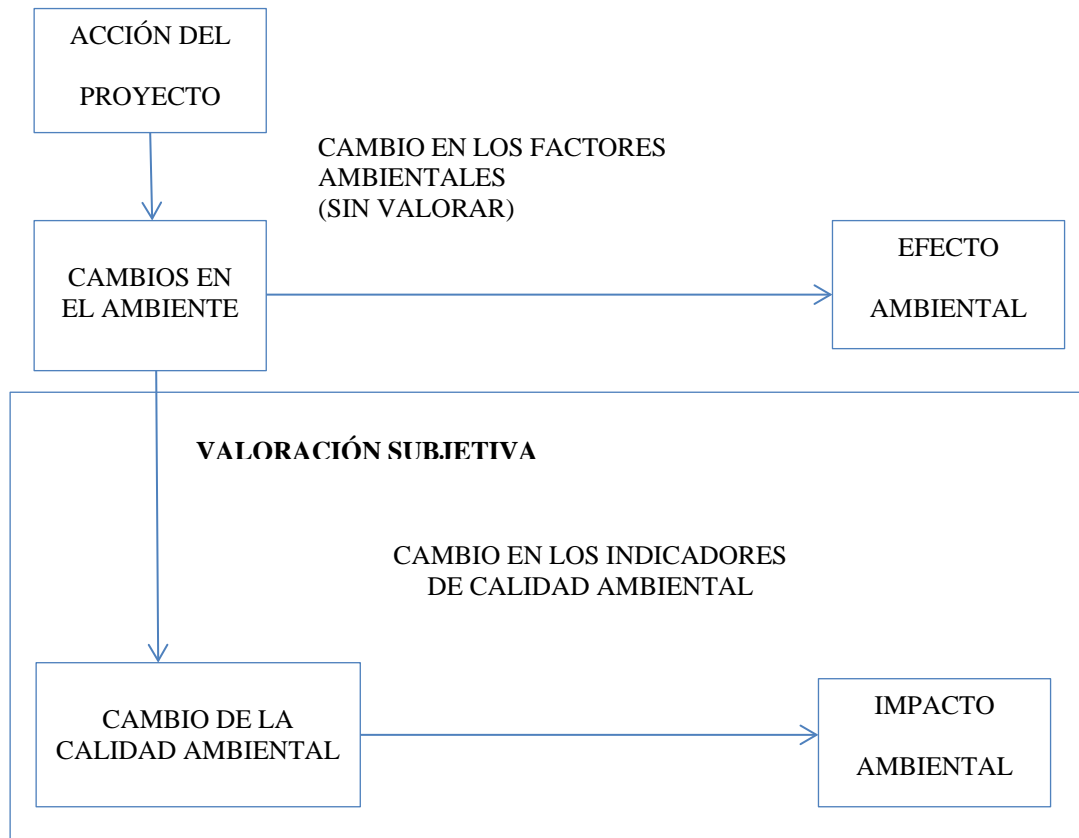 ACCIÓN DEL
PROYECTO
CAMBIO EN LOS FACTORES
AMBIENTALES
(SIN VALORAR)
CAMBIOS EN
EL AMBIENTE
EFECTO
AMBIENTAL
VALORACIÓN SUBJETIVA
CAMBIO EN LOS INDICADORES
DE CALIDAD AMBIENTAL
CAMBIO DE LA
CALIDAD AMBIENTAL
IMPACTO
AMBIENTAL